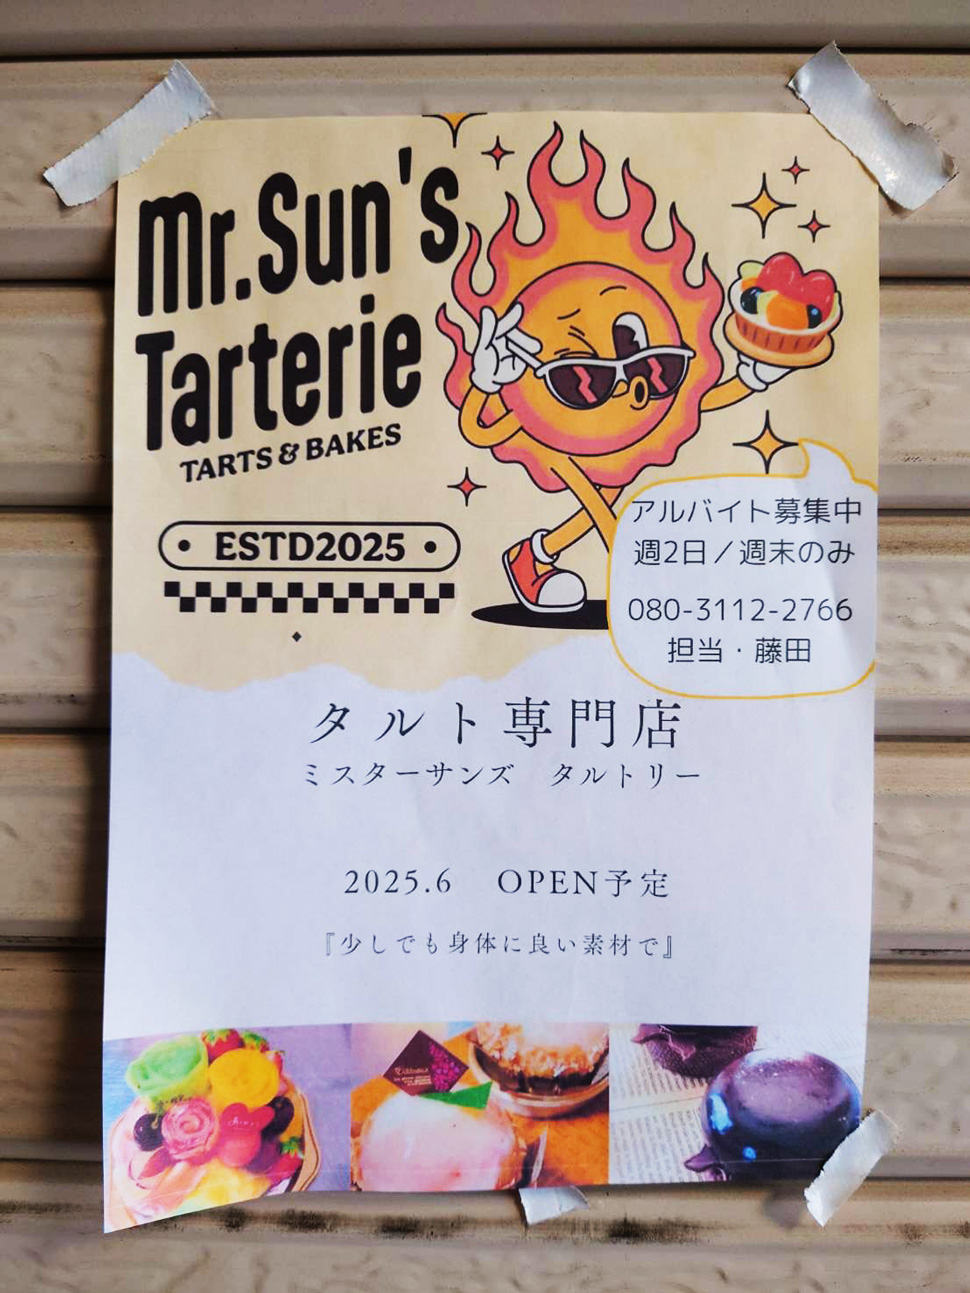 Mr.Sun's
Tarterie
TARTS & BAKES
ESTD2025
アルバイト募集中
週2日／週末のみ
080-3112-2766
担当・藤田
タルト専門店
ミスターサンズ　タルトリー
2025.6　OPEN予定
『少しでも身体に良い素材で』